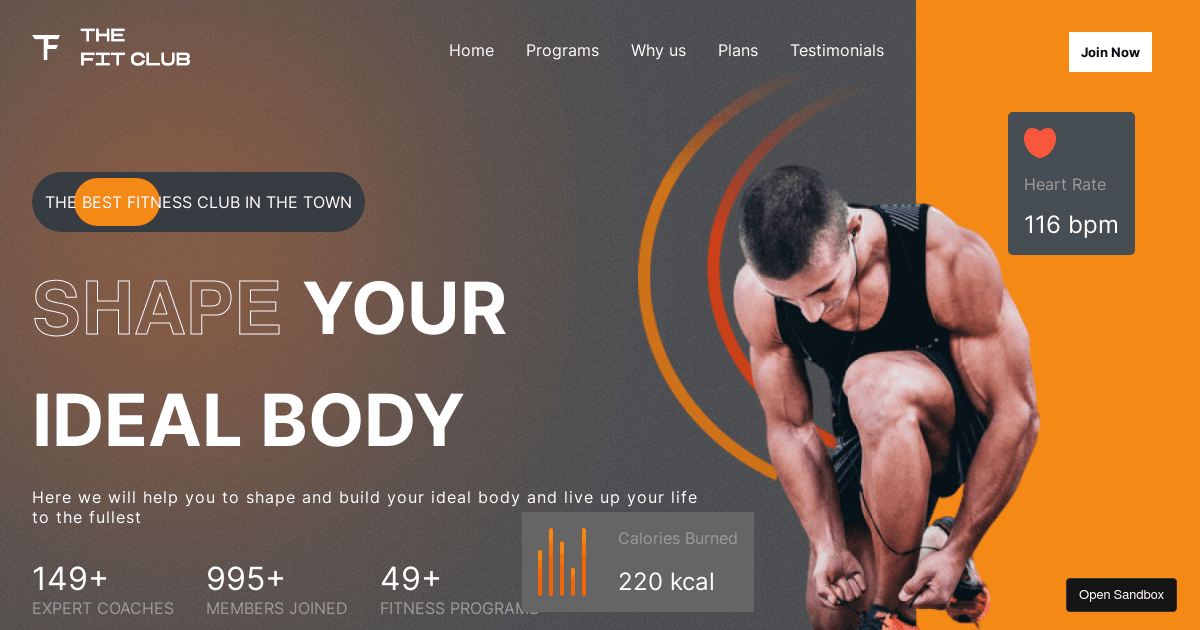 THE
FIT CLUB
Home
Programs
Why us
Plans
Testimonials
Join Now
Heart Rate
116 bpm
THE BEST FITNESS CLUB IN THE TOWN
SHAPE YOUR
IDEAL BODY
Here we will help you to shape and build your ideal body and live up your life
to the fullest
Calories Burned
220 kcal
149+
EXPERT COACHES
995+
MEMBERS JOINED
49+
FITNESS PROGRAMS
Open Sandbox